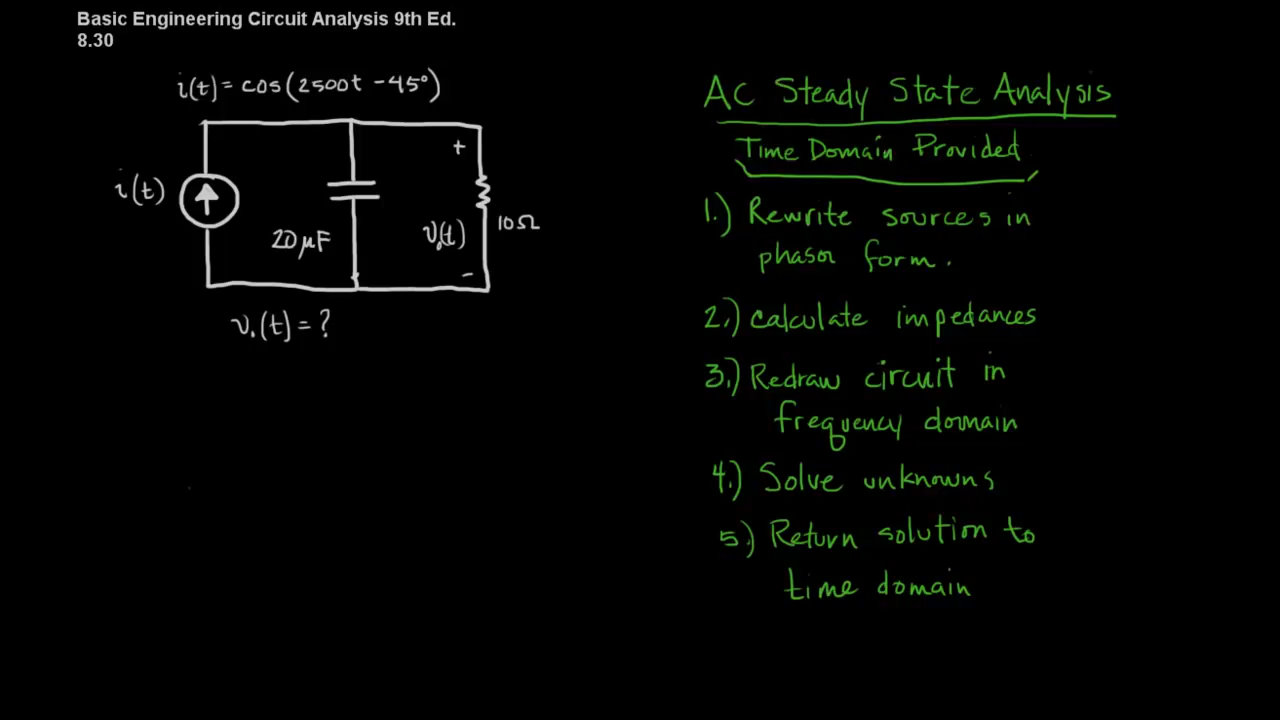 Basic Engineering Circuit Analysis 9th Ed.
8.30
i(t) = cos(2500t - 45°)
i(t)
20 μF
+
v.(t)
-
10Ω
v.(t) = ?
AC Steady State Analysis
Time Domain Provided
1.) Rewrite sources in
phasor form.
2.) Calculate impedances
3.) Redraw circuit in
frequency domain
4.) Solve unknowns
5.) Return solution to
time domain